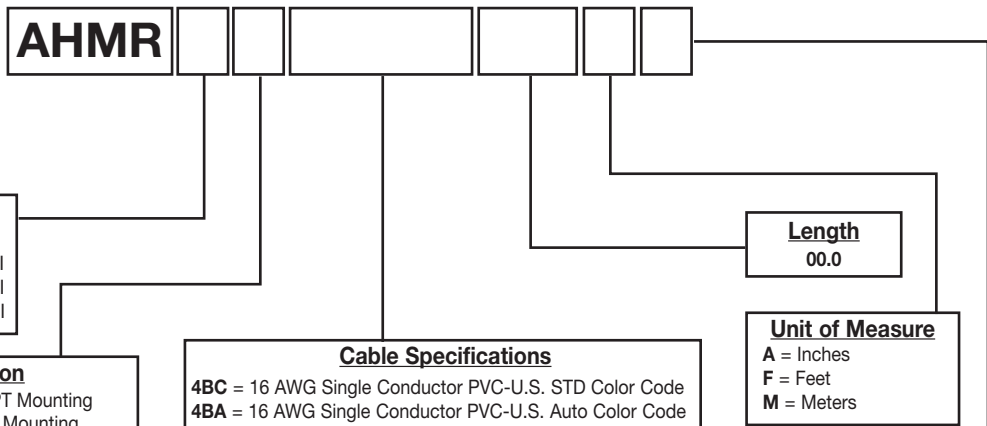 AHMR
Length
00.0
Unit of Measure
A = Inches
F = Feet
M = Meters
Cable Specifications
4BC = 16 AWG Single Conductor PVC-U.S. STD Color Code
4BA = 16 AWG Single Conductor PVC-U.S. Auto Color Code
Mounting
Mounting